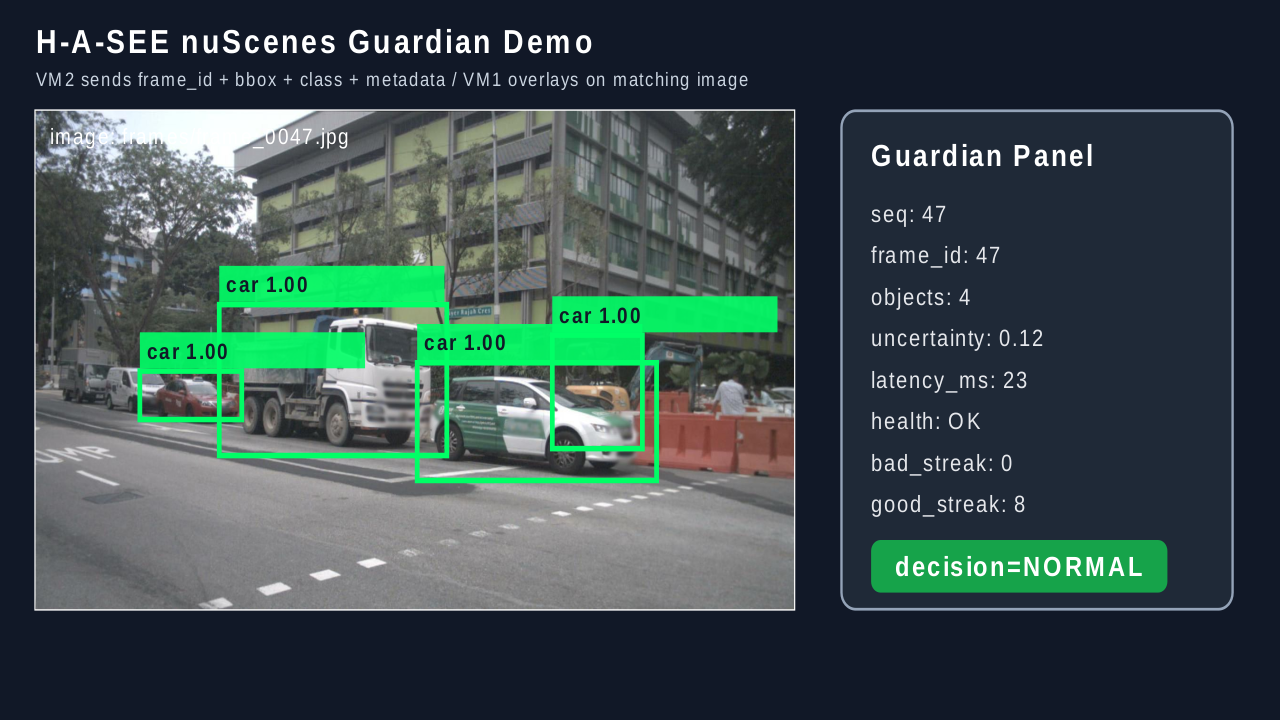 H-A-SEE nuScenes Guardian Demo
VM2 sends frame_id + bbox + class + metadata / VM1 overlays on matching image
image: _0047.jpg
car 1.00
car 1.00
car 1.00
car 1.00
UMP
Guardian Panel
seq: 47
frame_id: 47
objects: 4
uncertainty: 0.12
latency_ms: 23
health: OK
bad_streak: 0
good_streak: 8
decision=NORMAL